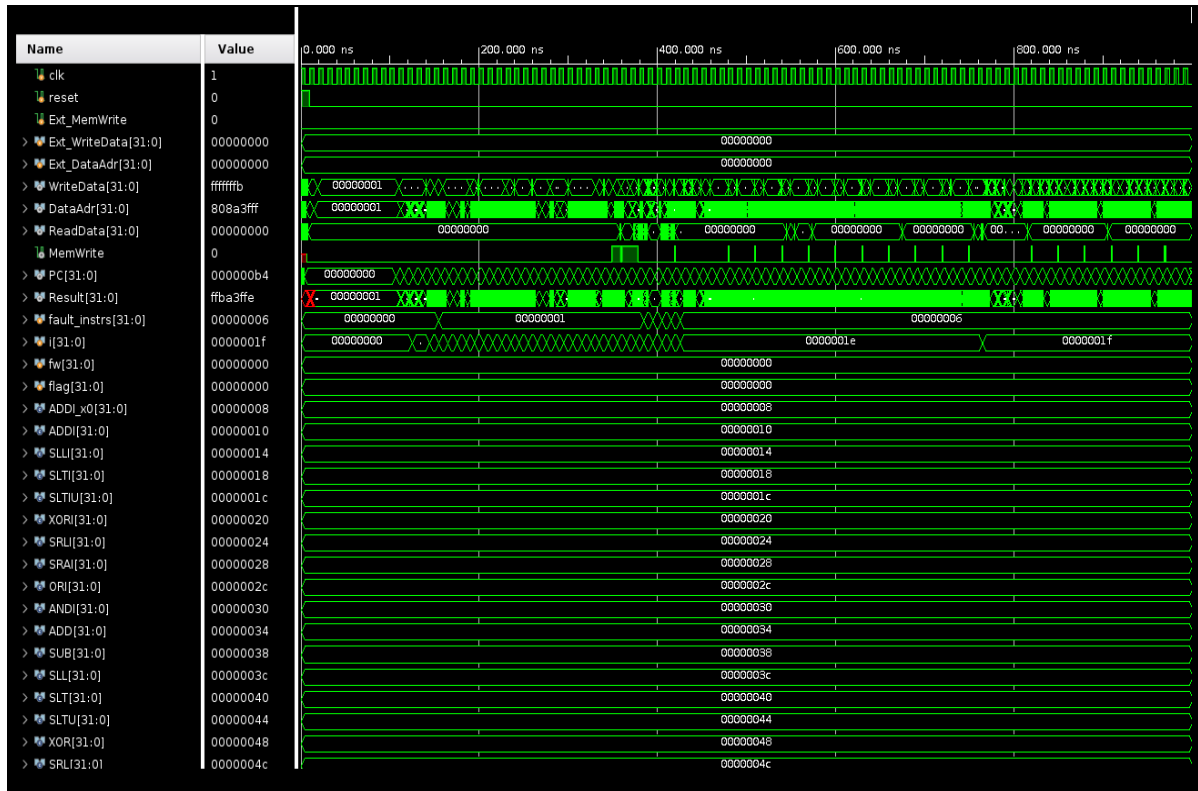 Name Value 0.000 ns 200.000 ns 400.000 ns 600.000 ns 800.000 ns
clk 1
reset 0
Ext_MemWrite 0
Ext_WriteData[31:0] 00000000 00000000
Ext_DataAdr[31:0] 00000000 00000000
WriteData[31:0] fffffffb 00000001
DataAdr[31:0] 808a3fff 00000001
ReadData[31:0] 00000000 00000000 00000000 00000000 00000000 00... 00000000 00000000
MemWrite 0
PC[31:0] 000000b4 00000000
Result[31:0] ffba3ffe 00000001
fault_instrs[31:0] 00000006 00000000 00000001 00000006
i[31:0] 0000001f 00000000 0000001e 0000001f
fw[31:0] 00000000 00000000
flag[31:0] 00000000 00000000
ADDI_x0[31:0] 00000008 00000008
ADDI[31:0] 00000010 00000010
SLLI[31:0] 00000014 00000014
SLTI[31:0] 00000018 00000018
SLTIU[31:0] 0000001c 0000001c
XORI[31:0] 00000020 00000020
SRLI[31:0] 00000024 00000024
SRAI[31:0] 00000028 00000028
ORI[31:0] 0000002c 0000002c
ANDI[31:0] 00000030 00000030
ADD[31:0] 00000034 00000034
SUB[31:0] 00000038 00000038
SLL[31:0] 0000003c 0000003c
SLT[31:0] 00000040 00000040
SLTU[31:0] 00000044 00000044
XOR[31:0] 00000048 00000048
SRL[31:0] 0000004c 0000004c